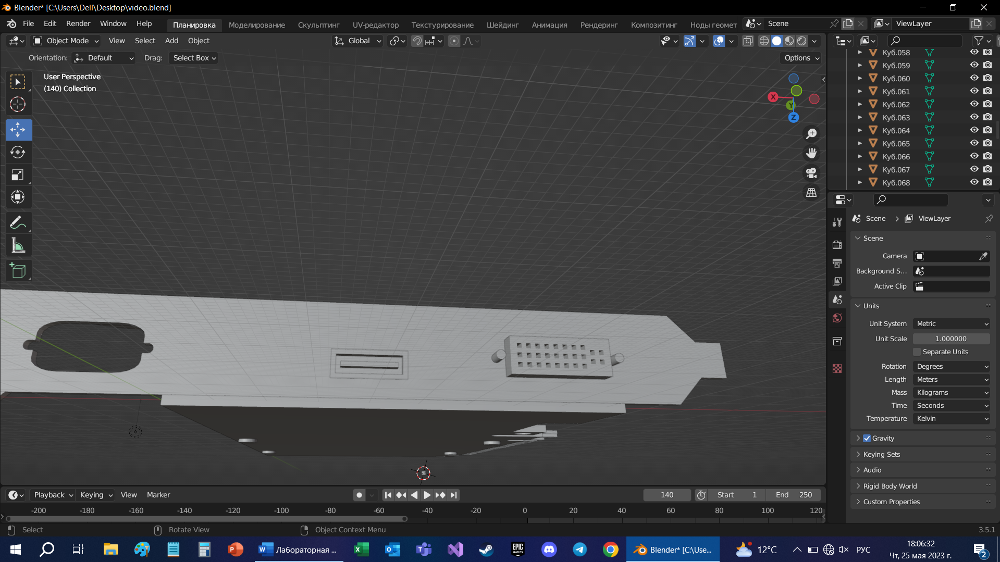 Blender* [C:\Users\Dell\Desktop\video.blend]
File Edit Render Window Help Планировка Моделирование Скульптинг UV-редактор Текстурирование Шейдинг Анимация Рендеринг Композитинг Ноды геомет Scene ViewLayer
Object Mode View Select Add Object Global
Orientation: Default Drag: Select Box Options
User Perspective
(140) Collection
X
Y
Z
Куб.058
Куб.059
Куб.060
Куб.061
Куб.062
Куб.063
Куб.064
Куб.065
Куб.066
Куб.067
Куб.068
Scene ViewLayer
Scene
Camera
Background S...
Active Clip
Units
Unit System Metric
Unit Scale 1.000000
Separate Units
Rotation Degrees
Length Meters
Mass Kilograms
Time Seconds
Temperature Kelvin
Gravity
Keying Sets
Audio
Rigid Body World
Custom Properties
Playback Keying View Marker 140 Start 1 End 250
-200 -180 -160 -140 -120 -100 -80 -60 -40 -20 0 20 40 60 80 100 120
Select Rotate View Object Context Menu 3.5.1
Лабораторная ... EPIC GAMES Blender* [C:\Use... 12°C РУС
18:06:32
Чт, 25 мая 2023 г.
2